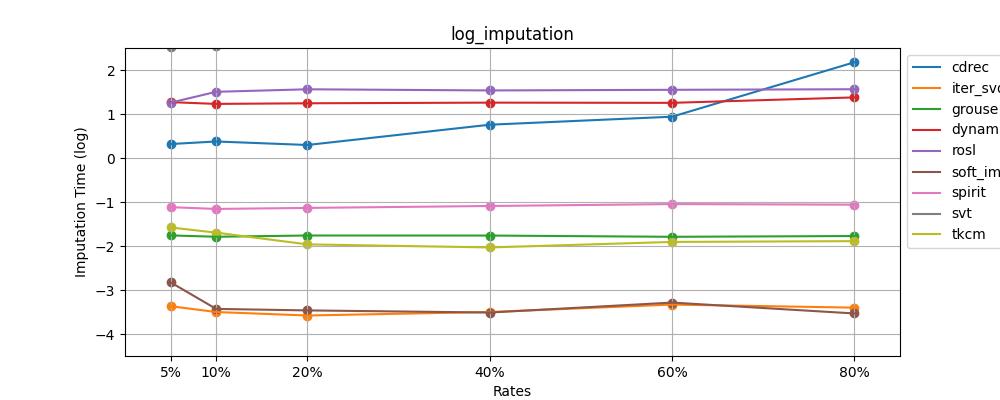 log_imputation
Imputation Time (log)
2
1
0
−1
−2
−3
−4
5%
10%
20%
40%
60%
80%
Rates
cdrec
iter_svd
grouse
dynam
rosl
soft_im
spirit
svt
tkcm